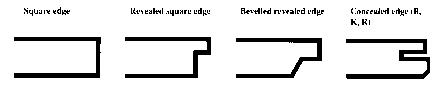 Square edge
Revealed square edge
Bevelled revealed edge
Concealed edge (B,
K, R)